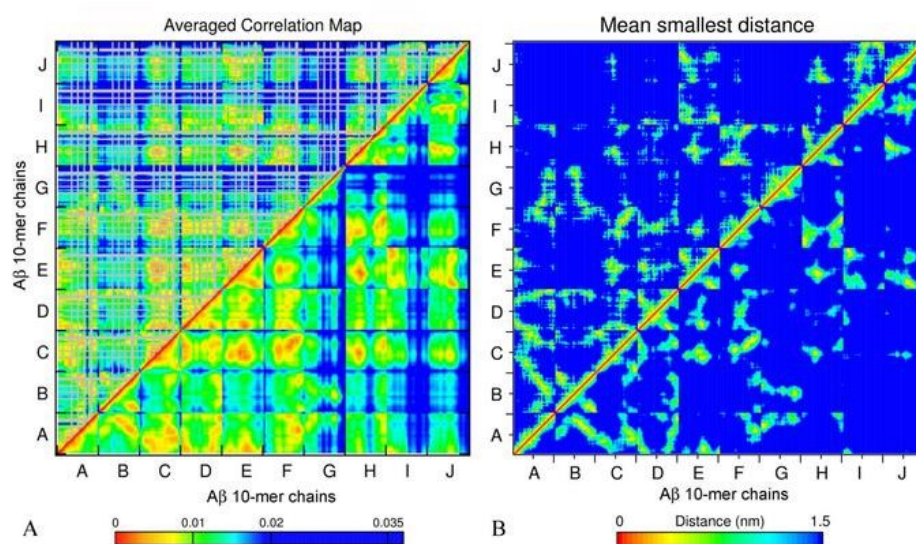 Averaged Correlation Map
Aβ 10-mer chains
J
I
H
G
F
E
D
C
B
A
A B C D E F G H I J
Aβ 10-mer chains
A
0 0.01 0.02 0.035
Mean smallest distance
J
I
H
G
F
E
D
C
B
A
A B C D E F G H I J
Aβ 10-mer chains
B
0 Distance (nm) 1.5